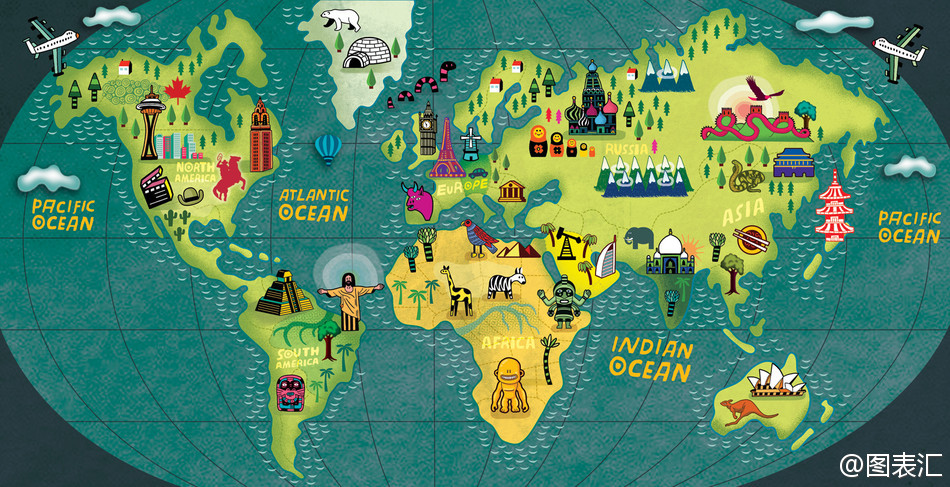 NORTH
AMERICA
PACIFIC
OCEAN
ATLANTIC
OCEAN
EUROPE
RUSSIA
ASIA
PACIFIC
OCEAN
SOUTH
AMERICA
AFRICA
INDIAN
OCEAN
@图表汇